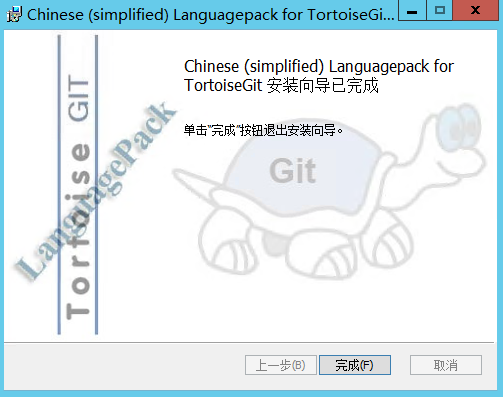 Chinese (simplified) Languagepack for TortoiseGi...
Chinese (simplified) Languagepack for
TortoiseGit 安装向导已完成
单击"完成"按钮退出安装向导。
Tortoise GIT
LanguagePack
Git
上一步(B)
完成(F)
取消